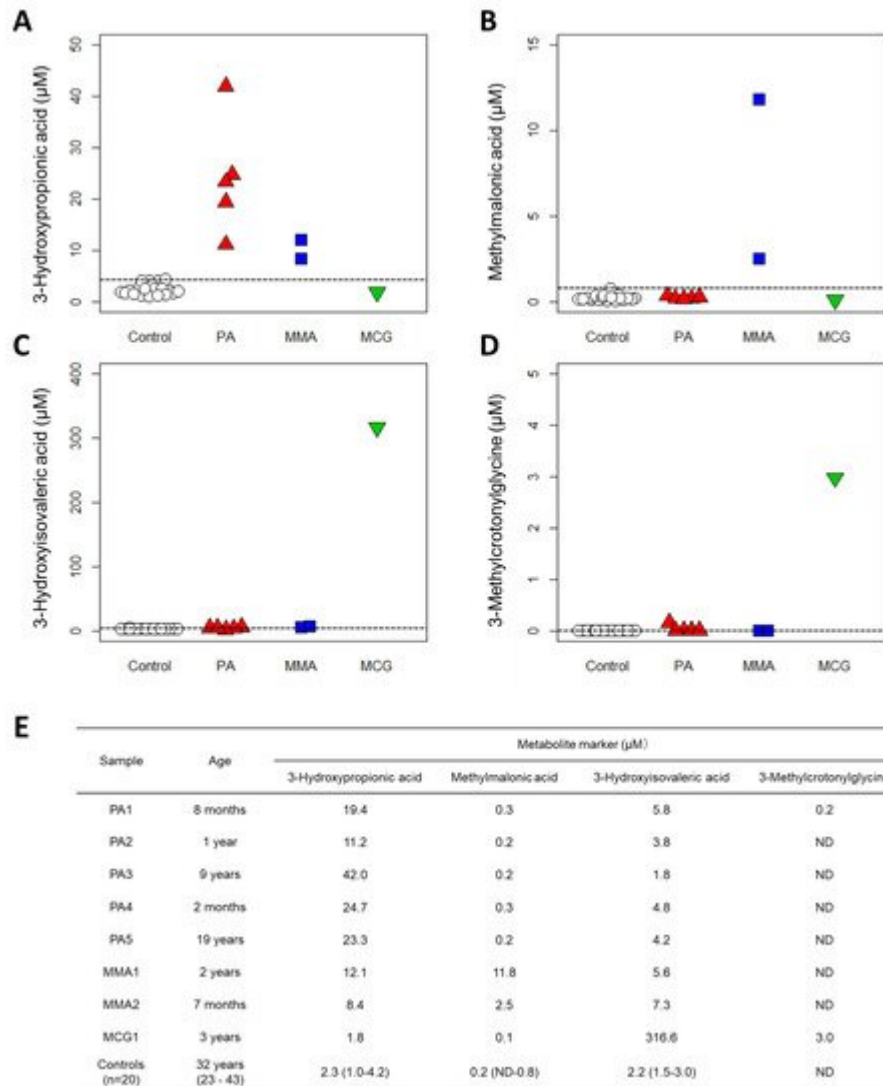 A
B
50
40
30
20
10
0
3-Hydroxypropionic acid (µM)
Control PA MMA MCG
15
10
5
0
Methylmalonic acid (µM)
Control PA MMA MCG
C
D
400
300
200
100
0
3-Hydroxyisovaleric acid (µM)
Control PA MMA MCG
5
4
3
2
1
0
3-Methylcrotonylglycine (µM)
Control PA MMA MCG
E
Metabolite marker (µM)
Sample Age
3-Hydroxypropionic acid Methylmalonic acid 3-Hydroxyisovaleric acid 3-Methylcrotonylglycin
PA1 8 months 19.4 0.3 5.8 0.2
PA2 1 year 11.2 0.2 3.8 ND
PA3 9 years 42.0 0.2 1.8 ND
PA4 2 months 24.7 0.3 4.8 ND
PA5 19 years 23.3 0.2 4.2 ND
MMA1 2 years 12.1 11.8 5.6 ND
MMA2 7 months 8.4 2.5 7.3 ND
MCG1 3 years 1.8 0.1 316.6 3.0
Controls (n=20) 32 years (23 - 43) 2.3 (1.0-4.2) 0.2 (ND-0.8) 2.2 (1.5-3.0) ND